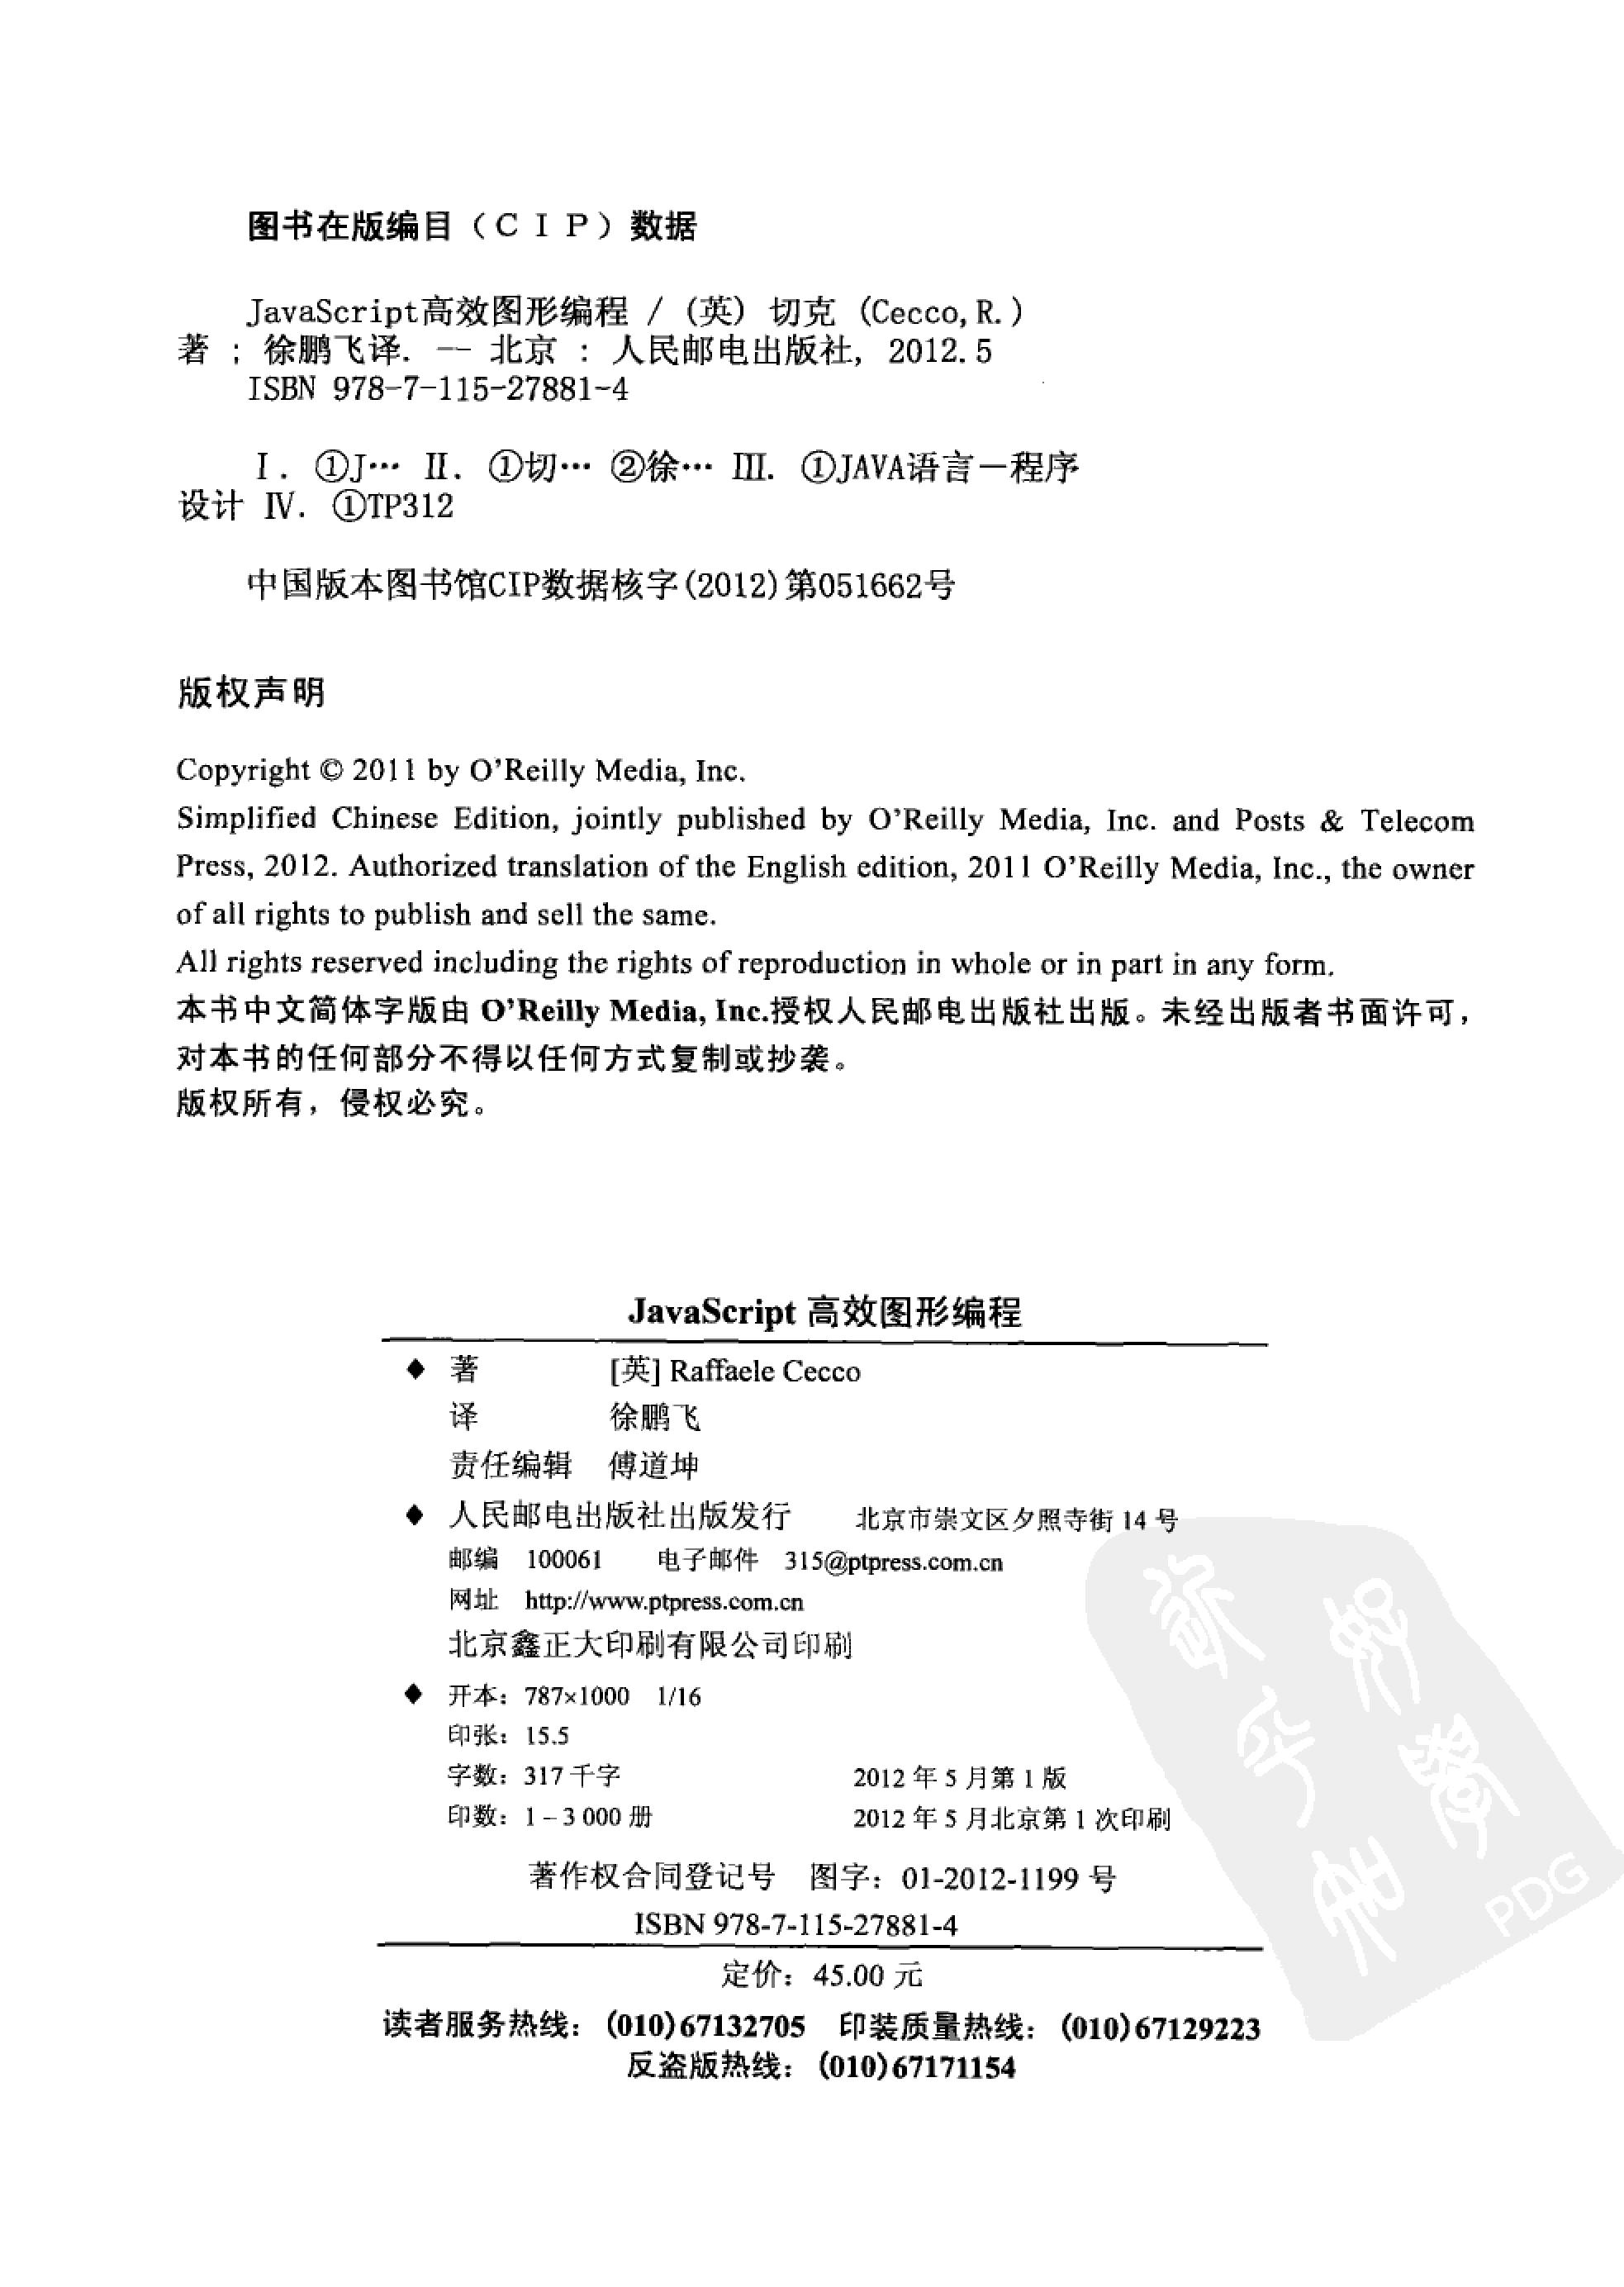 图书在版编目（ＣＩＰ）数据
JavaScript高效图形编程 / (英) 切克 (Cecco, R.)
著 ; 徐鹏飞译. -- 北京 : 人民邮电出版社, 2012.5
ISBN 978-7-115-27881-4
Ⅰ. ①J… Ⅱ. ①切… ②徐… Ⅲ. ①JAVA语言－程序
设计 Ⅳ. ①TP312
中国版本图书馆CIP数据核字(2012)第051662号
版权声明
Copyright © 2011 by O’Reilly Media, Inc.
Simplified Chinese Edition, jointly published by O’Reilly Media, Inc. and Posts & Telecom
Press, 2012. Authorized translation of the English edition, 2011 O’Reilly Media, Inc., the owner
of all rights to publish and sell the same.
All rights reserved including the rights of reproduction in whole or in part in any form.
本书中文简体字版由 O’Reilly Media, Inc.授权人民邮电出版社出版。未经出版者书面许可，
对本书的任何部分不得以任何方式复制或抄袭。
版权所有，侵权必究。
JavaScript 高效图形编程
◆ 著 [英] Raffaele Cecco
译 徐鹏飞
责任编辑 傅道坤
◆ 人民邮电出版社出版发行 北京市崇文区夕照寺街 14 号
邮编 100061 电子邮件 315@ptpress.com.cn
网址 http://www.ptpress.com.cn
北京鑫正大印刷有限公司印刷
◆ 开本：787×1000 1/16
印张：15.5
字数：317 千字 2012 年 5 月第 1 版
印数：1 – 3 000 册 2012 年 5 月北京第 1 次印刷
著作权合同登记号 图字：01-2012-1199 号
ISBN 978-7-115-27881-4
定价：45.00 元
读者服务热线：(010)67132705 印装质量热线：(010)67129223
反盗版热线：(010)67171154
PDG